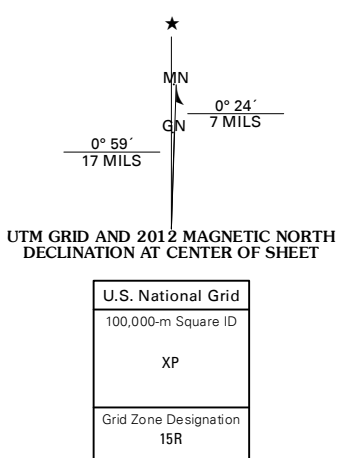 ★
MN
0° 24´
7 MILS
GN
0° 59´
17 MILS
UTM GRID AND 2012 MAGNETIC NORTH
DECLINATION AT CENTER OF SHEET
U.S. National Grid
100,000-m Square ID
XP
Grid Zone Designation
15R